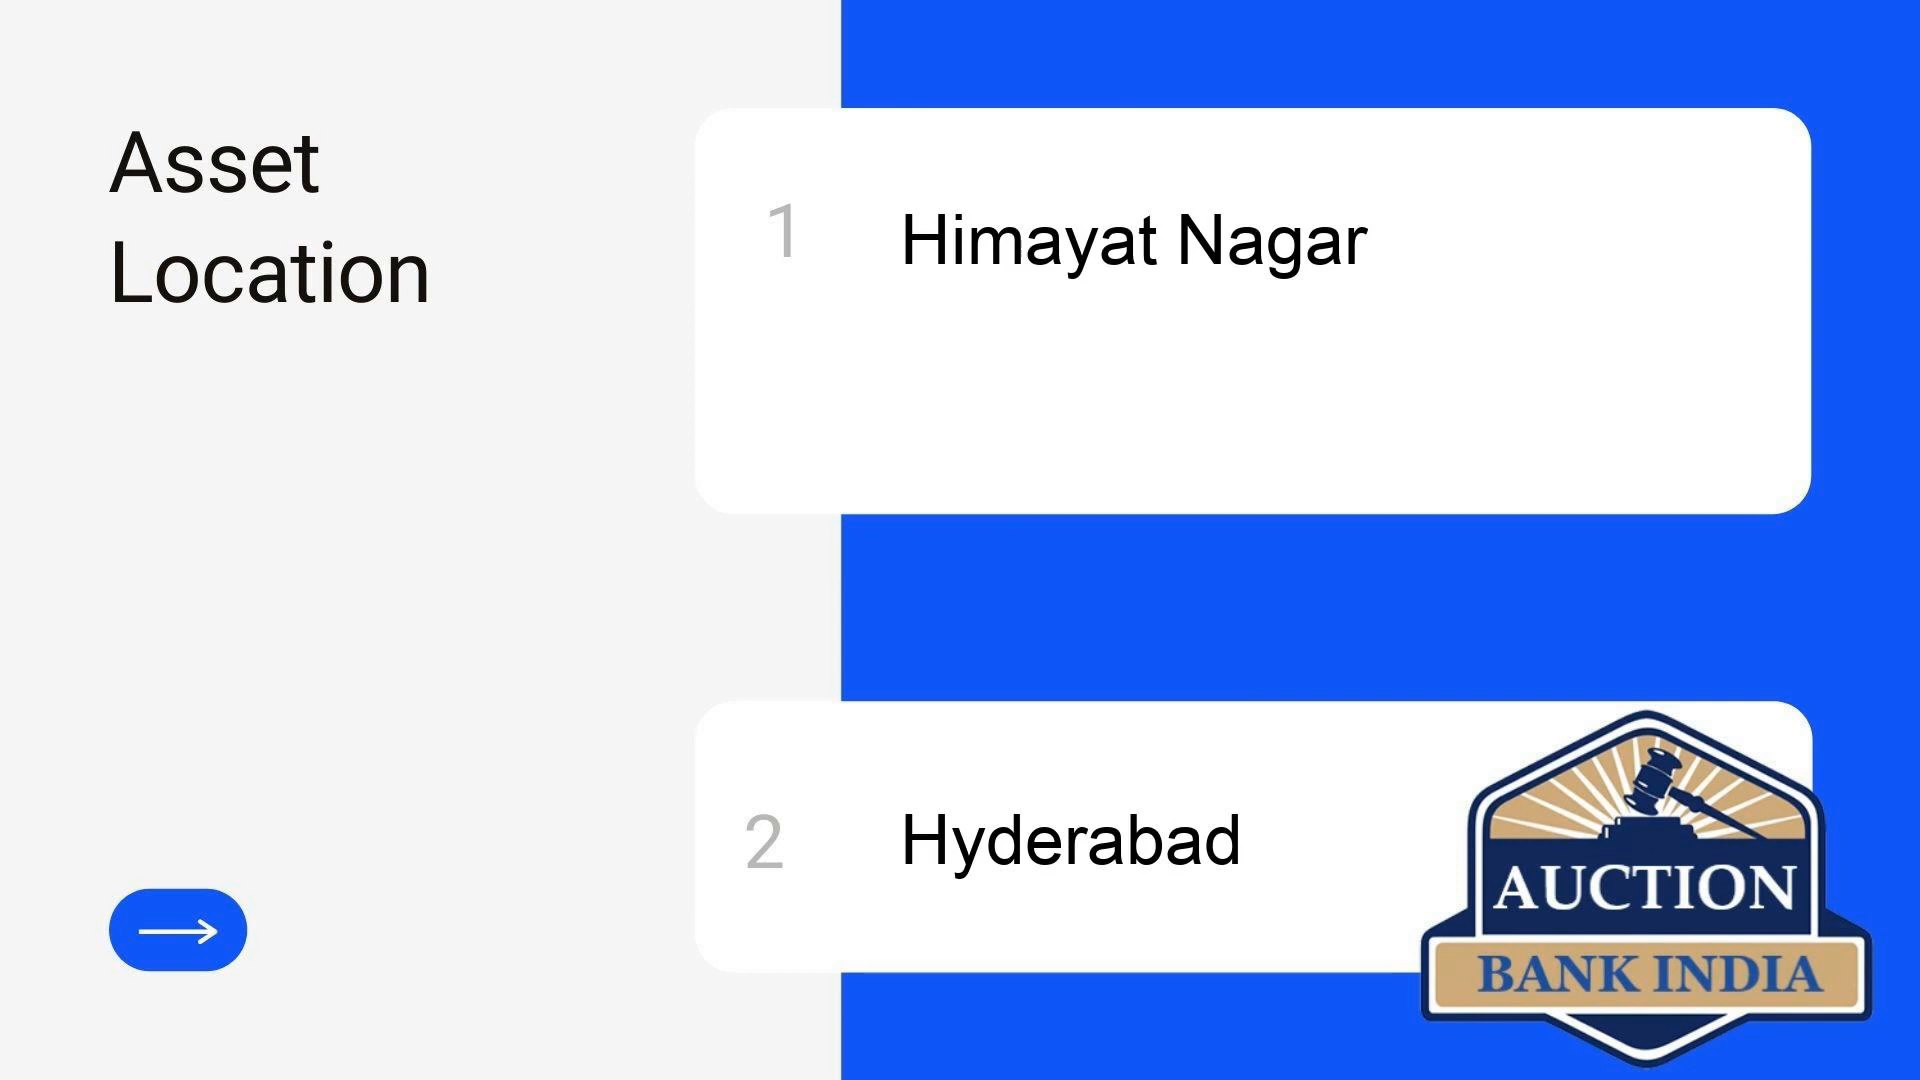 Asset
Location
1
Himayat Nagar
2
Hyderabad
AUCTION
BANK INDIA